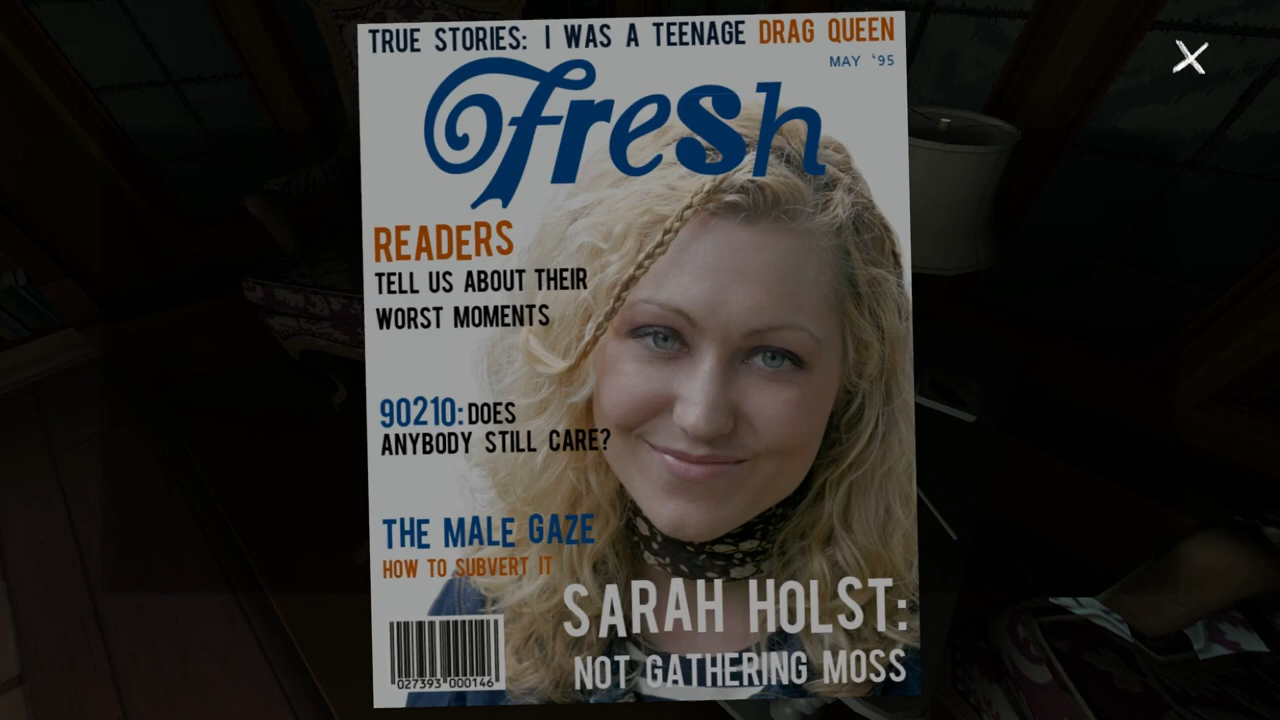 TRUE STORIES: I WAS A TEENAGE DRAG QUEEN
MAY '95
Fresh
READERS
TELL US ABOUT THEIR
WORST MOMENTS
90210: DOES
ANYBODY STILL CARE?
THE MALE GAZE
HOW TO SUBVERT IT
SARAH HOLST:
NOT GATHERING MOSS
027393 000146